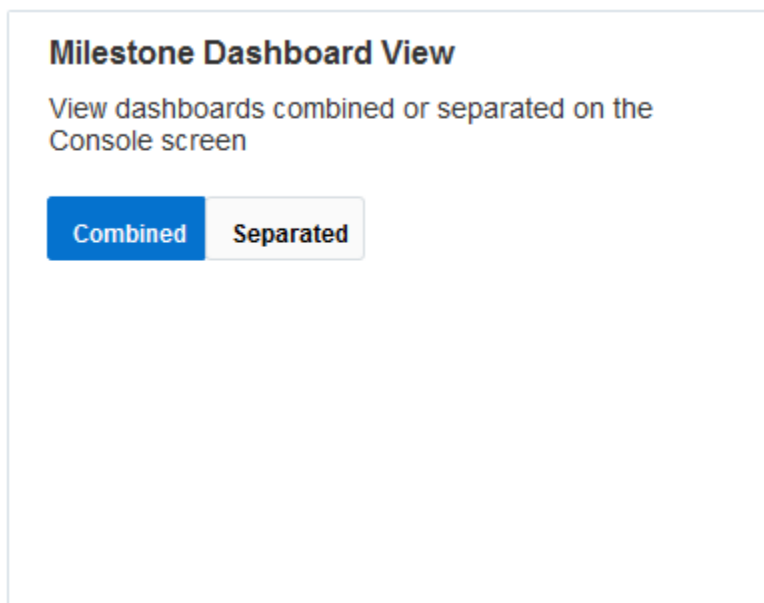 Milestone Dashboard View
View dashboards combined or separated on the
Console screen
Combined Separated